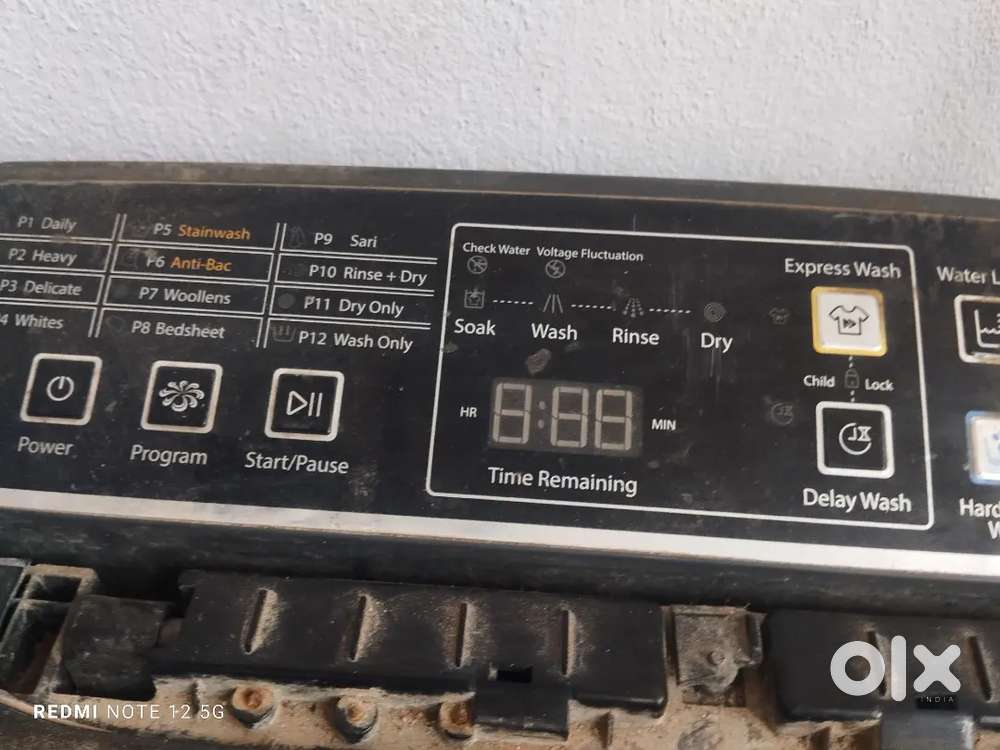 P1 Daily
P2 Heavy
P3 Delicate
4 Whites
P5 Stainwash
P6 Anti-Bac
P7 Woollens
P8 Bedsheet
P9 Sari
P10 Rinse + Dry
P11 Dry Only
P12 Wash Only
Power
Program
Start/Pause
Check Water Voltage Fluctuation
Soak Wash Rinse Dry
HR MIN
Time Remaining
Express Wash
Child Lock
Delay Wash
Water L
Hard
W
olx
INDIA
REDMI NOTE 12 5G